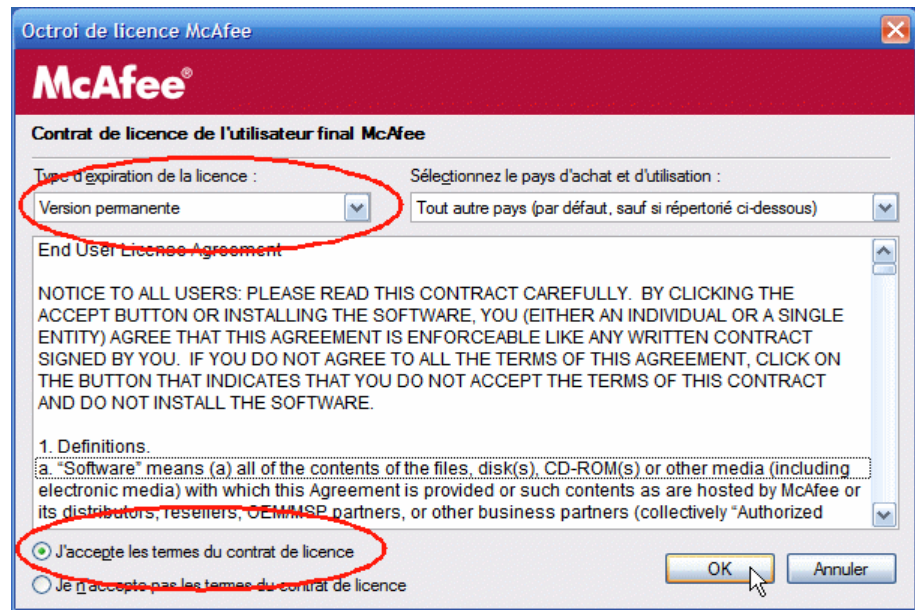 Octroi de licence McAfee
McAfee®
Contrat de licence de l'utilisateur final McAfee
Type d'expiration de la licence :
Sélectionnez le pays d'achat et d'utilisation :
Version permanente
Tout autre pays (par défaut, sauf si répertorié ci-dessous)
End User License Agreement
NOTICE TO ALL USERS: PLEASE READ THIS CONTRACT CAREFULLY. BY CLICKING THE
ACCEPT BUTTON OR INSTALLING THE SOFTWARE, YOU (EITHER AN INDIVIDUAL OR A SINGLE
ENTITY) AGREE THAT THIS AGREEMENT IS ENFORCEABLE LIKE ANY WRITTEN CONTRACT
SIGNED BY YOU. IF YOU DO NOT AGREE TO ALL THE TERMS OF THIS AGREEMENT, CLICK ON
THE BUTTON THAT INDICATES THAT YOU DO NOT ACCEPT THE TERMS OF THIS CONTRACT
AND DO NOT INSTALL THE SOFTWARE.
1. Definitions.
a. “Software” means (a) all of the contents of the files, disk(s), CD-ROM(s) or other media (including
electronic media) with which this Agreement is provided or such contents as are hosted by McAfee or
its distributors, resellers, OEM/MSP partners, or other business partners (collectively “Authorized
J'accepte les termes du contrat de licence
Je n'accepte pas les termes du contrat de licence
OK
Annuler